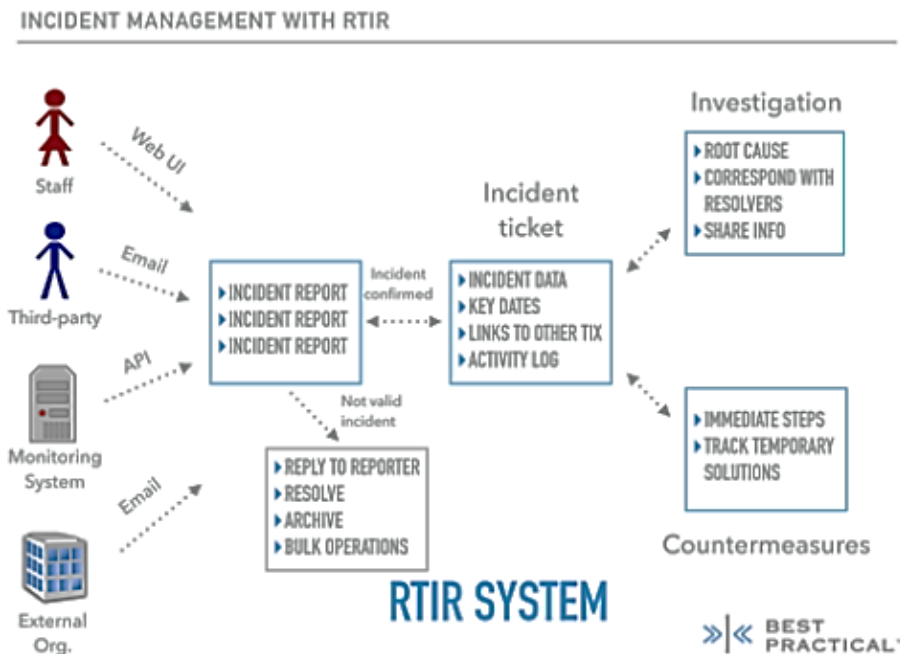 INCIDENT MANAGEMENT WITH RTIR
Staff
Web UI
Third-party
Email
Monitoring
System
API
External
Org.
Email
INCIDENT REPORT
INCIDENT REPORT
INCIDENT REPORT
Incident
confirmed
Not valid
incident
REPLY TO REPORTER
RESOLVE
ARCHIVE
BULK OPERATIONS
Incident
ticket
INCIDENT DATA
KEY DATES
LINKS TO OTHER TIX
ACTIVITY LOG
Investigation
ROOT CAUSE
CORRESPOND WITH
RESOLVERS
SHARE INFO
IMMEDIATE STEPS
TRACK TEMPORARY
SOLUTIONS
Countermeasures
RTIR SYSTEM
BEST
PRACTICAL